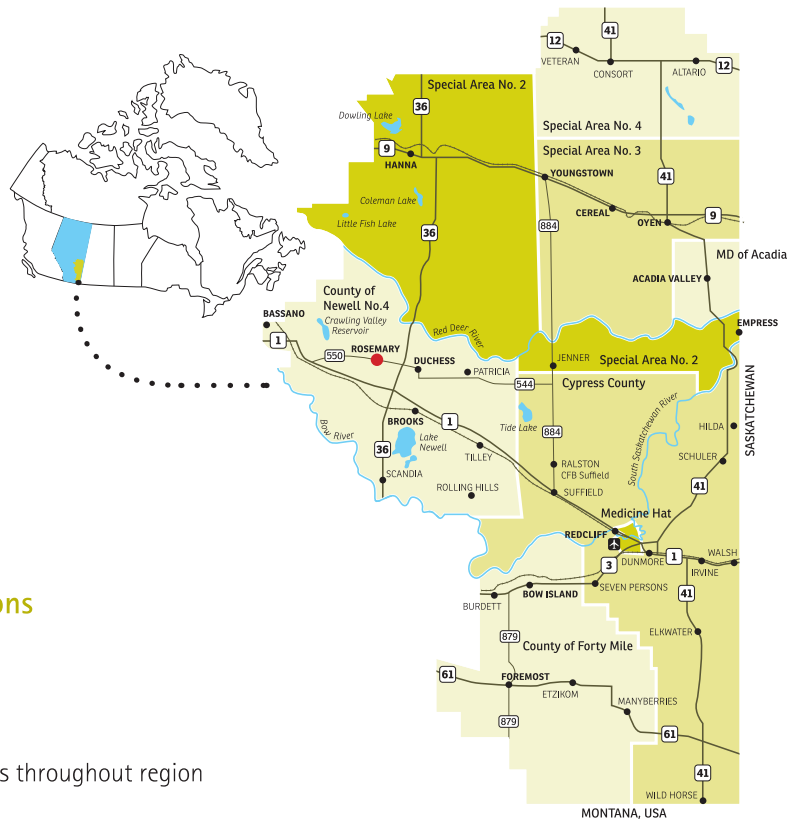 41
12
VETERAN
CONSORT
ALTARIO
12
Special Area No. 2
36
Dowling Lake
Special Area No. 4
9
HANNA
Special Area No. 3
YOUNGSTOWN
41
Coleman Lake
CEREAL
9
Little Fish Lake
OYEN
884
36
MD of Acadia
ACADIA VALLEY
County of
Newell No.4
BASSANO
Crawling Valley
Reservoir
Red Deer River
EMPRESS
1
550
ROSEMARY
DUCHESS
PATRICIA
JENNER
Special Area No. 2
544
Cypress County
SASKATCHEWAN
BROOKS
1
Tide Lake
South Saskatchewan River
HILDA
Bow River
Lake
Newell
884
36
TILLEY
SCHULER
SCANDIA
RALSTON
CFB Suffield
ROLLING HILLS
SUFFIELD
41
Medicine Hat
REDCLIFF
DUNMORE
1
WALSH
3
IRVINE
SEVEN PERSONS
41
BURDETT
BOW ISLAND
ons
879
ELKWATER
County of Forty Mile
61
FOREMOST
ETZIKOM
MANYBERRIES
879
61
s throughout region
41
WILD HORSE
MONTANA, USA